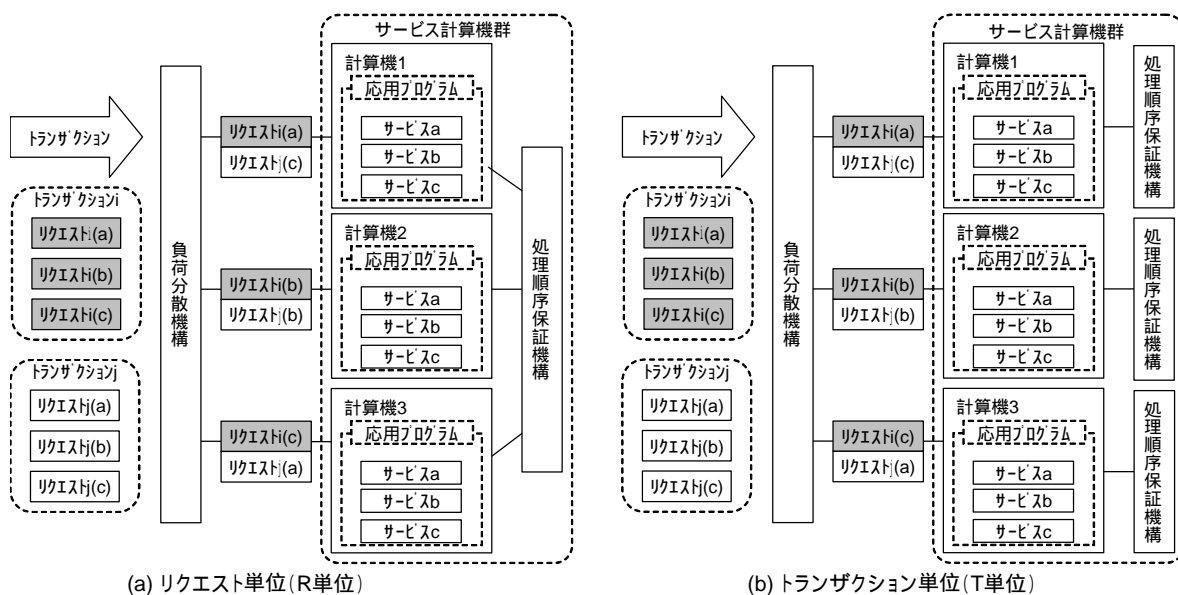 サービス計算機群
計算機1
応用プログラム
サービスa
サービスb
サービスc
計算機2
応用プログラム
サービスa
サービスb
サービスc
計算機3
応用プログラム
サービスa
サービスb
サービスc
処理順序保証機構
負荷分散機構
トランザクション
トランザクションi
リクエストi(a)
リクエストi(b)
リクエストi(c)
トランザクションj
リクエストj(a)
リクエストj(b)
リクエストj(c)
リクエストi(a)
リクエストj(c)
リクエストi(b)
リクエストj(b)
リクエストi(c)
リクエストj(a)
(a) リクエスト単位(R単位)
サービス計算機群
計算機1
応用プログラム
サービスa
サービスb
サービスc
処理順序保証機構
計算機2
応用プログラム
サービスa
サービスb
サービスc
処理順序保証機構
計算機3
応用プログラム
サービスa
サービスb
サービスc
処理順序保証機構
負荷分散機構
トランザクション
トランザクションi
リクエストi(a)
リクエストi(b)
リクエストi(c)
トランザクションj
リクエストj(a)
リクエストj(b)
リクエストj(c)
リクエストi(a)
リクエストj(c)
リクエストi(b)
リクエストj(b)
リクエストi(c)
リクエストj(a)
(b) トランザクション単位(T単位)